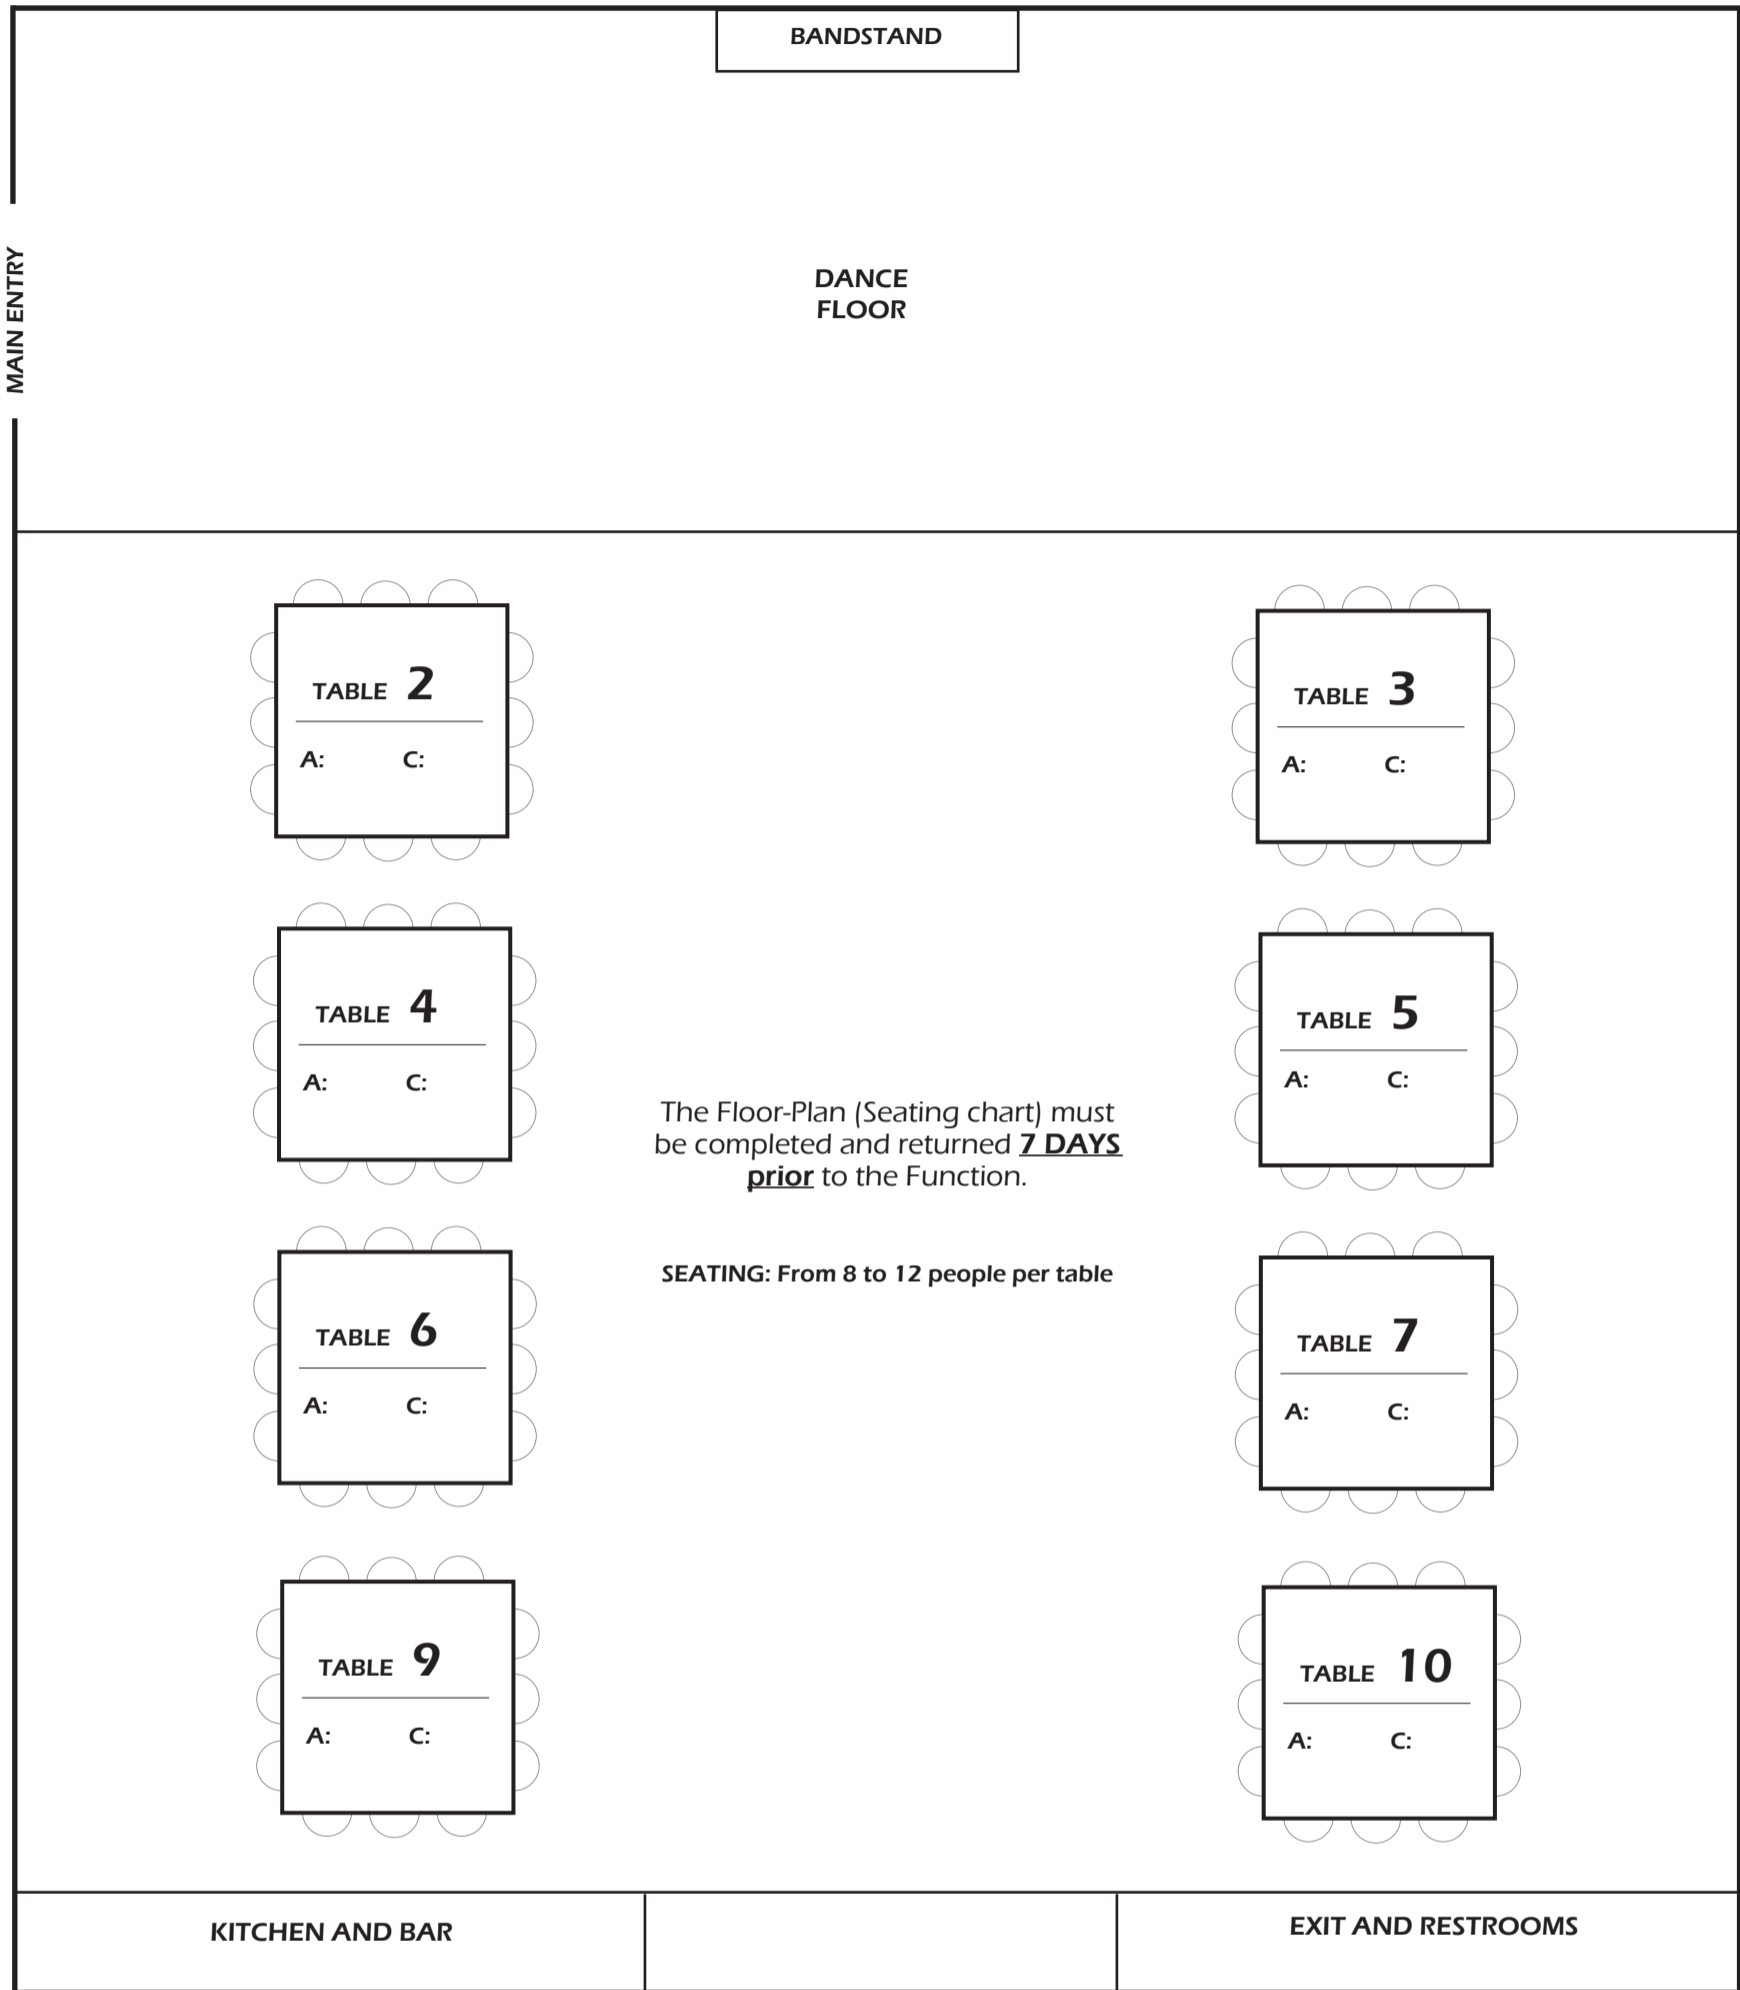 BANDSTAND
MAIN ENTRY
DANCE
FLOOR
TABLE 2
A: C:
TABLE 3
A: C:
TABLE 4
A: C:
TABLE 5
A: C:
The Floor-Plan (Seating chart) must
be completed and returned 7 DAYS
prior to the Function.
SEATING: From 8 to 12 people per table
TABLE 6
A: C:
TABLE 7
A: C:
TABLE 9
A: C:
TABLE 10
A: C:
KITCHEN AND BAR
EXIT AND RESTROOMS